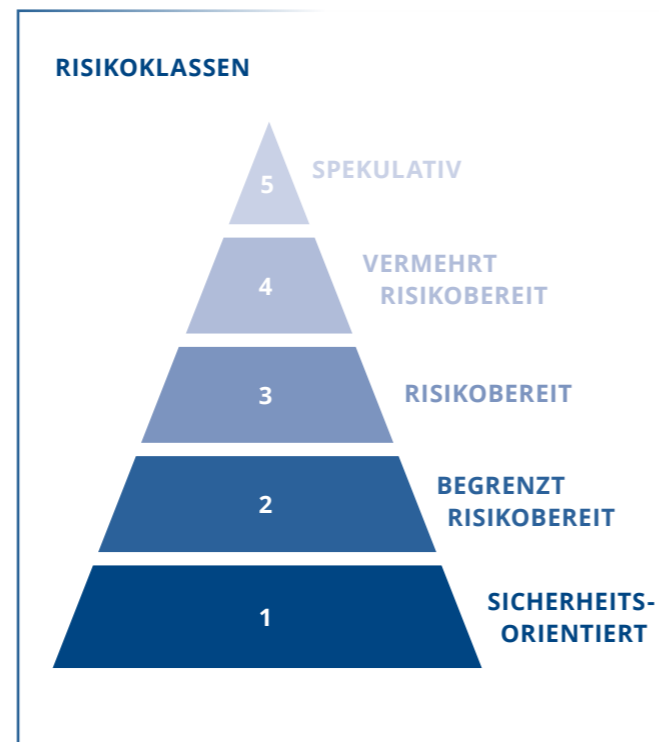 RISIKOKLASSEN
5
SPEKULATIV
4
VERMEHRT
RISIKOBEREIT
3
RISIKOBEREIT
2
BEGRENZT
RISIKOBEREIT
1
SICHERHEITS-
ORIENTIERT